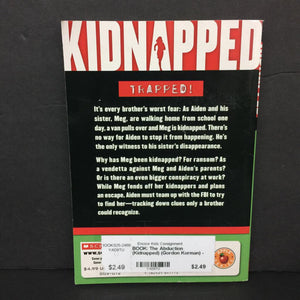 KIDNAPPED
TRAPPED!
It's every brother's worst fear: As Aiden and his
sister, Meg, are walking home from school one
day, a van pulls over and Meg is kidnapped. There's
no way for Aiden to stop it from happening. He's
the only witness to his sister's disappearance.
Why has Meg been kidnapped? For ransom? As
a vendetta against Meg and Aiden's parents?
Or is there an even bigger conspiracy at work?
While Meg fends off her kidnappers and plans
an escape, Aiden must team up with the FBI to try
to find her—tracking down clues only a brother
could recognize.
Encore Kids Consignment
BOOK: The Abduction
(Kidnapped) (Gordon Korman) -
$2.49
$2.49
$4.99 U